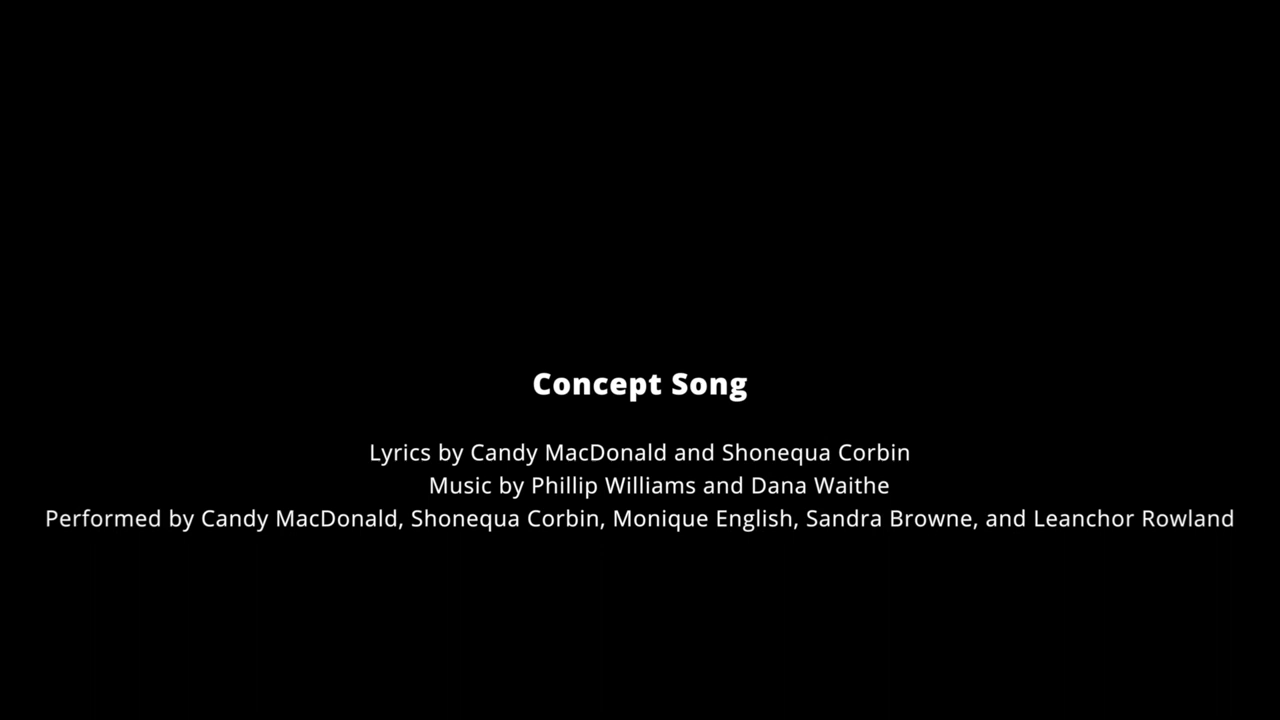 Concept Song
Lyrics by Candy MacDonald and Shonequa Corbin
Music by Phillip Williams and Dana Waithe
Performed by Candy MacDonald, Shonequa Corbin, Monique English, Sandra Browne, and Leanchor Rowland